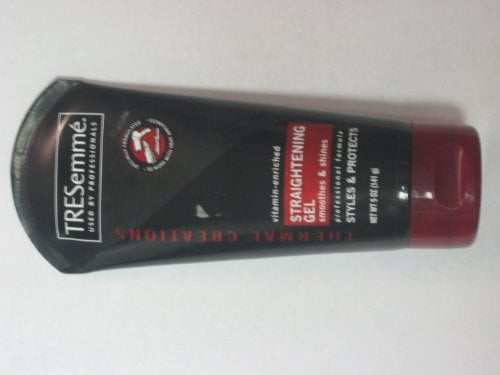 TRESemmé®
USED BY PROFESSIONALS
THERMAL CREATIONS
vitamin-enriched
STRAIGHTENING
GEL
smoothes & shines
professional formula
STYLES & PROTECTS
NET WT 5 OZ (141 g)